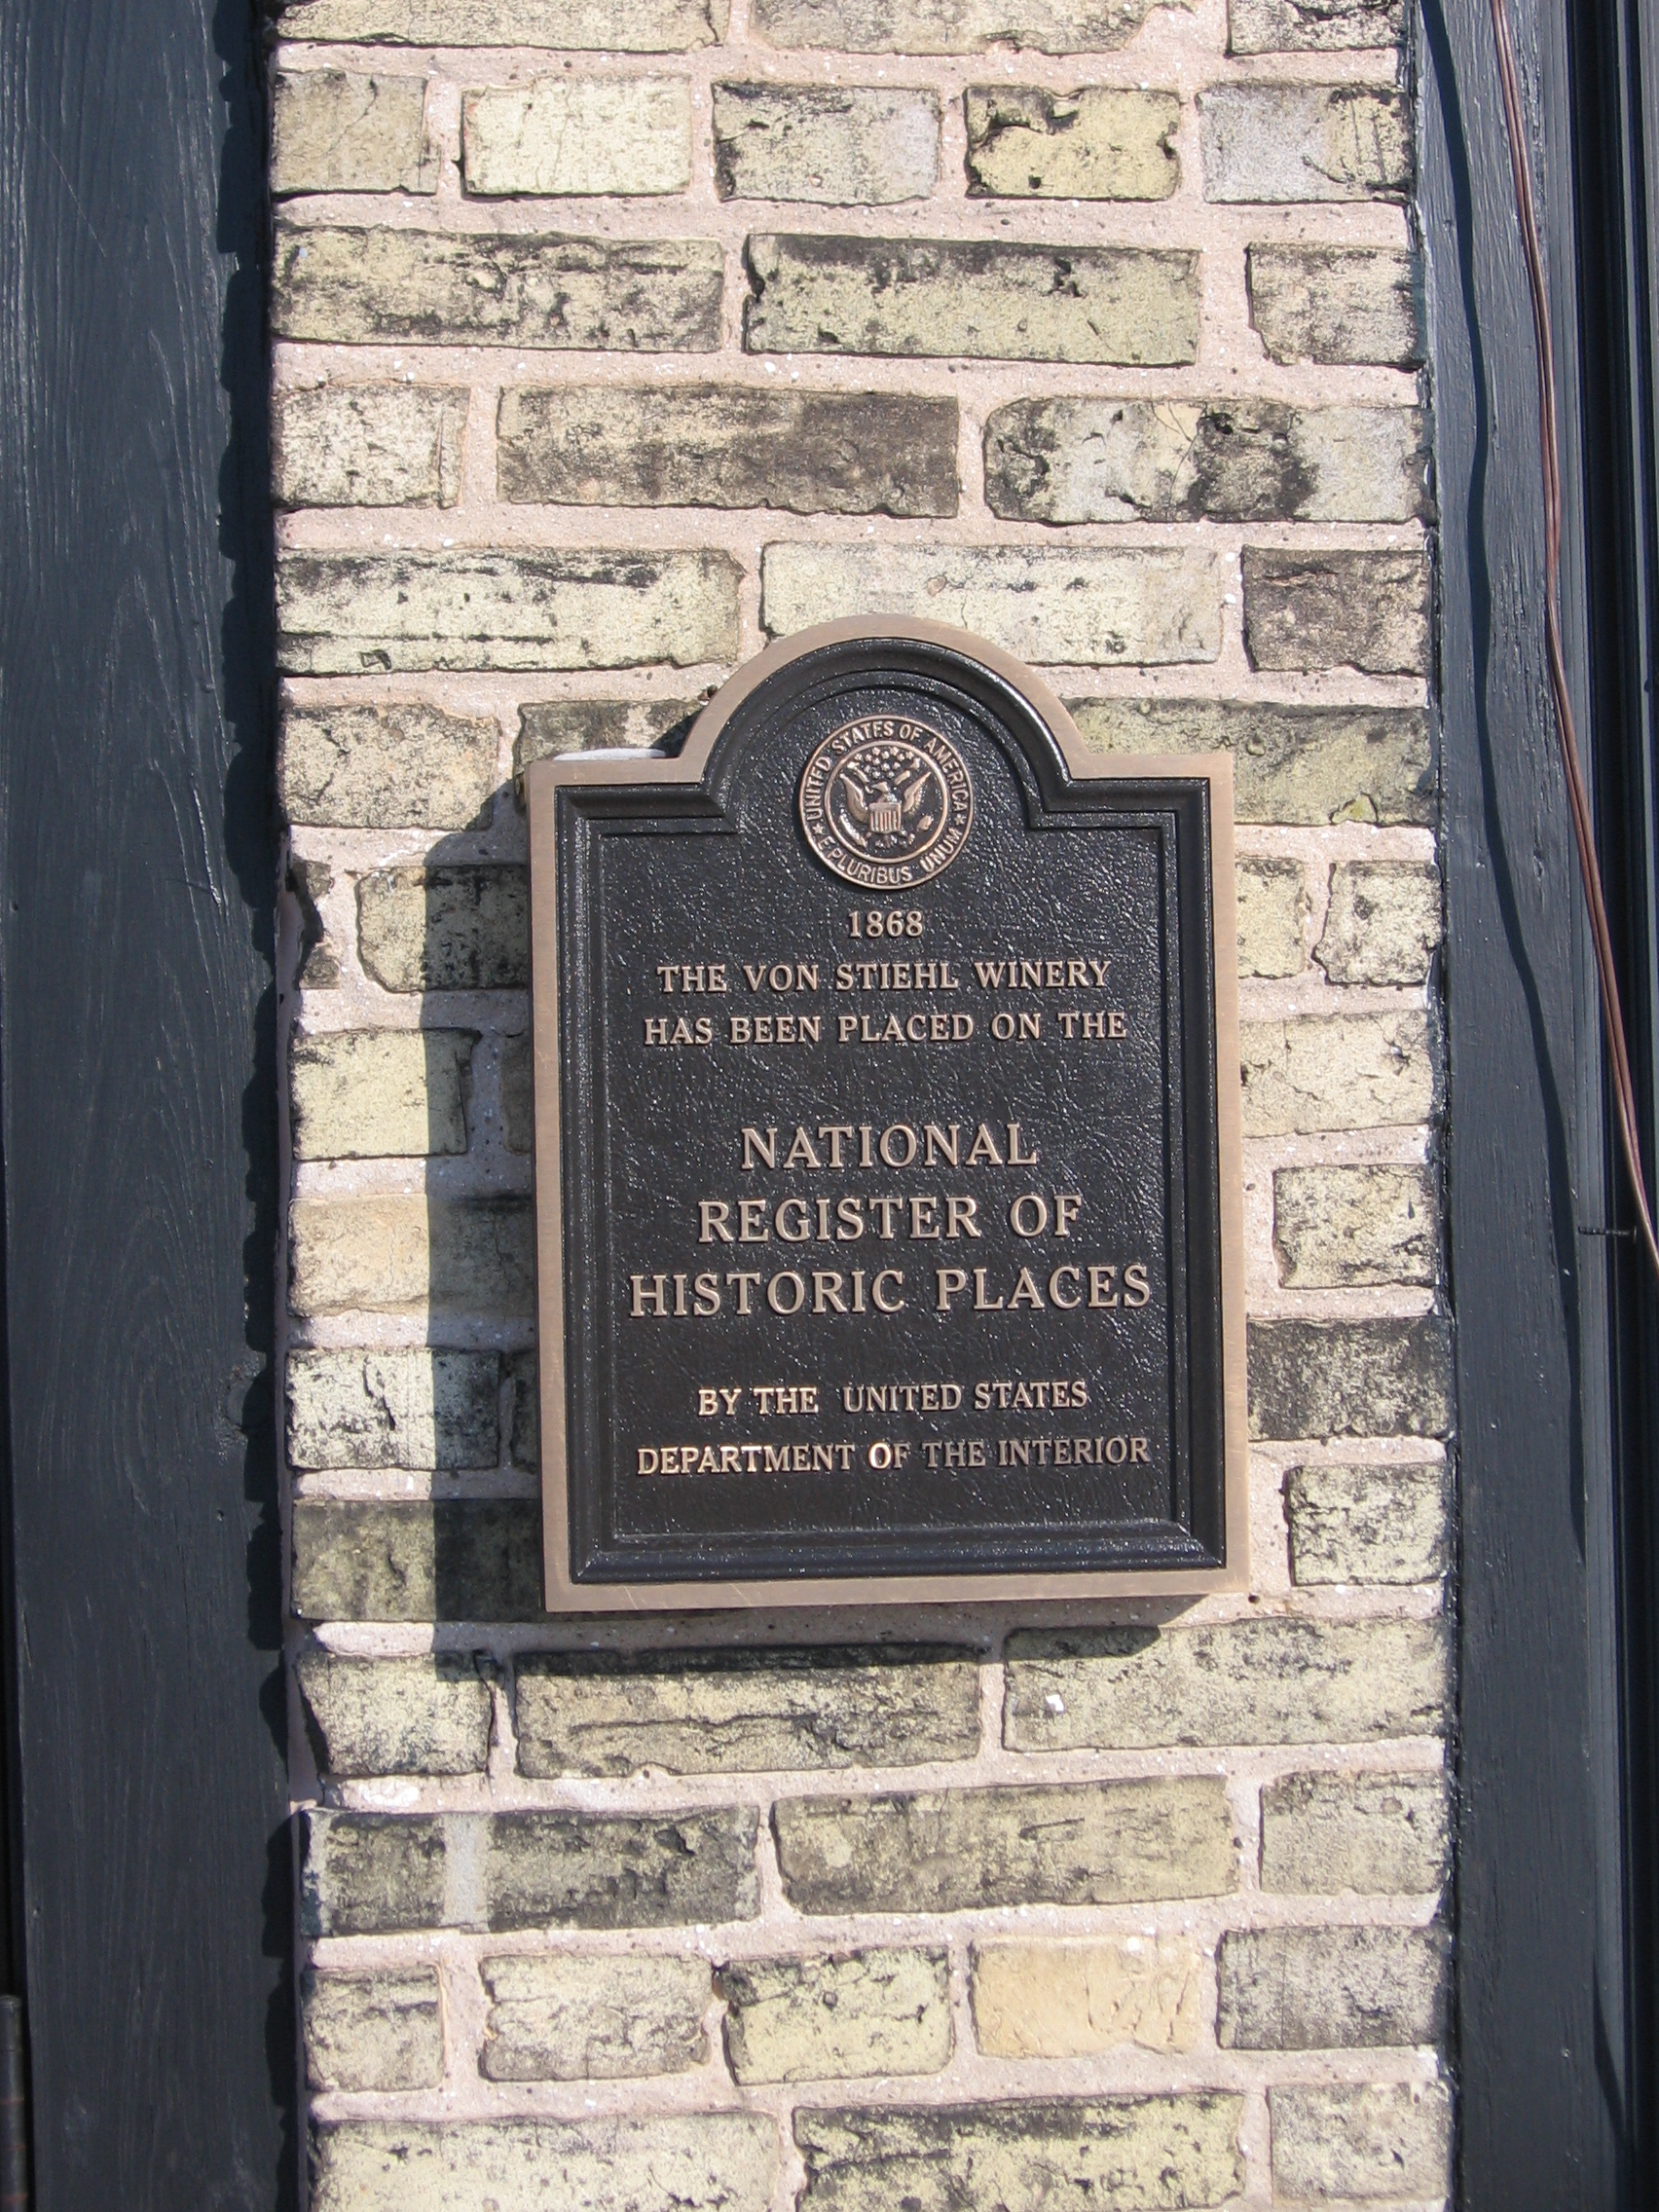 UNITED STATES OF AMERICA
E PLURIBUS UNUM
1868
THE VON STIEHL WINERY
HAS BEEN PLACED ON THE
NATIONAL
REGISTER OF
HISTORIC PLACES
BY THE UNITED STATES
DEPARTMENT OF THE INTERIOR